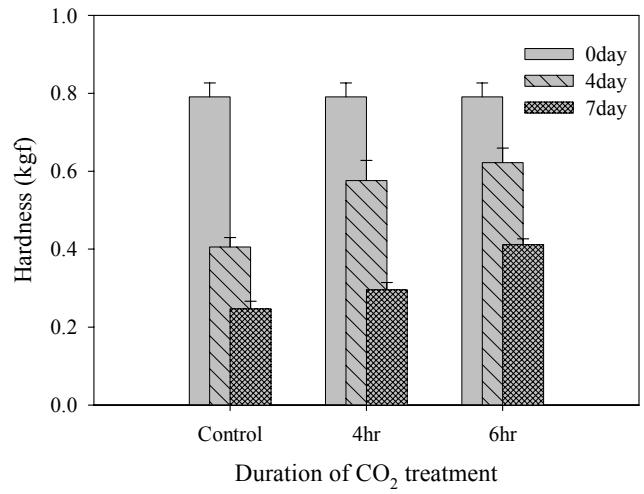 1.0
0.8
0.6
0.4
0.2
0.0
Hardness (kgf)
0day
4day
7day
Control 4hr 6hr
Duration of CO₂ treatment